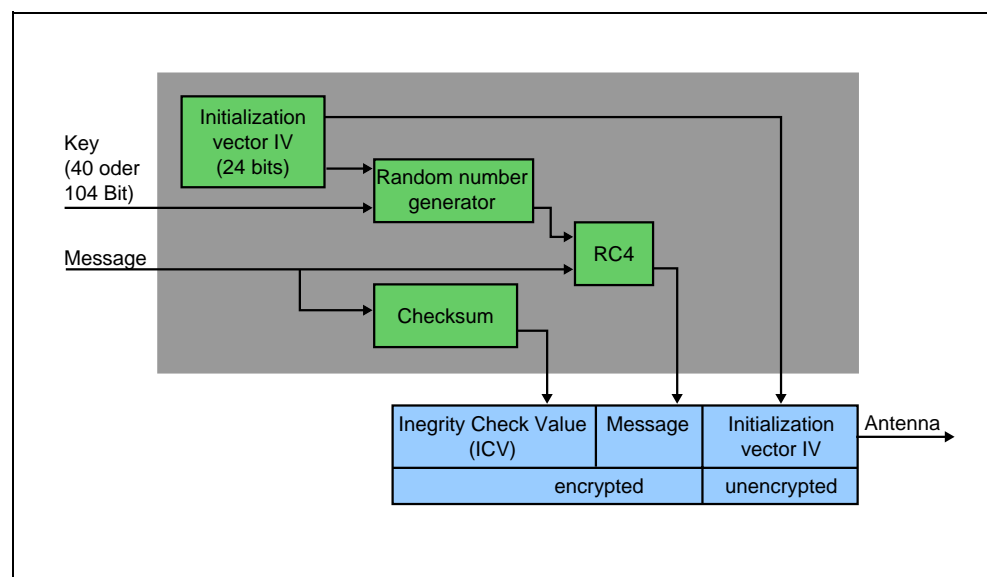 Initialization
vector IV
(24 bits)
Key
(40 oder
104 Bit)
Random number
generator
RC4
Message
Checksum
Inegrity Check Value
(ICV)
Message
Initialization
vector IV
Antenna
encrypted
unencrypted